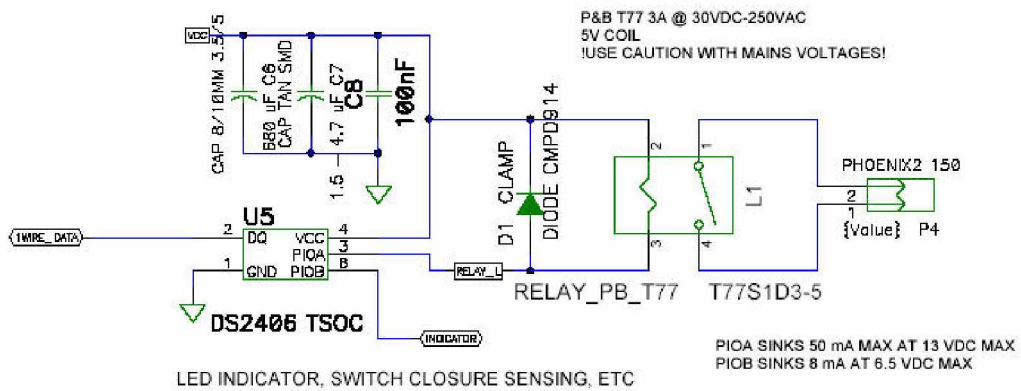 P&B T77 3A @ 30VDC-250VAC
5V COIL
!USE CAUTION WITH MAINS VOLTAGES!
VCC
CAP 8/10MM 3.5/5
680 uF C6
CAP TAN SMD
1.5 - 4.7 uF C7
C8
100nF
D1 CLAMP
DIODE CMPD914
2
1
3
4
L1
PHOENIX2 150
2
1
{Value} P4
U5
1WIRE_DATA
2 DQ VCC 4
PIOA 3
1 GND PIOB 8
RELAY_L
RELAY_PB_T77 T77S1D3-5
DS2406 TSOC
INDICATOR
PIOA SINKS 50 mA MAX AT 13 VDC MAX
PIOB SINKS 8 mA AT 6.5 VDC MAX
LED INDICATOR, SWITCH CLOSURE SENSING, ETC